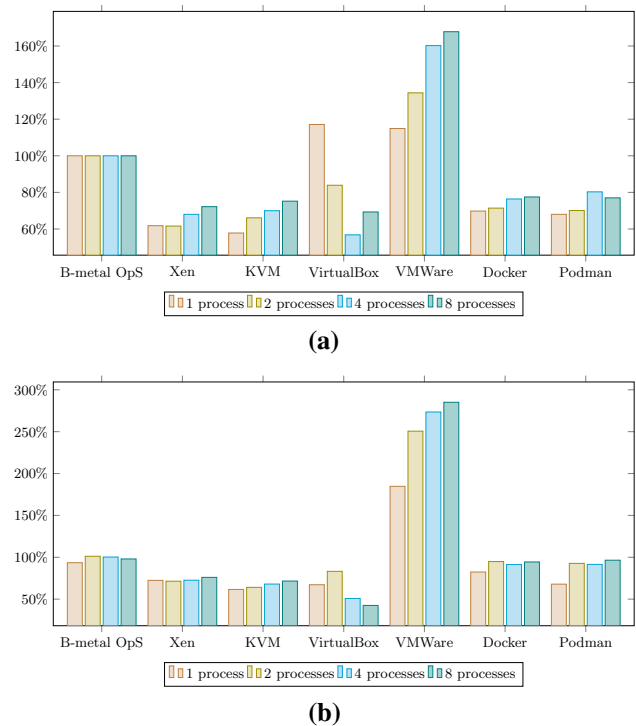 160%
140%
120%
100%
80%
60%
B-metal OpS Xen KVM VirtualBox VMWare Docker Podman
1 process 2 processes 4 processes 8 processes
(a)
300%
250%
200%
150%
100%
50%
B-metal OpS Xen KVM VirtualBox VMWare Docker Podman
1 process 2 processes 4 processes 8 processes
(b)